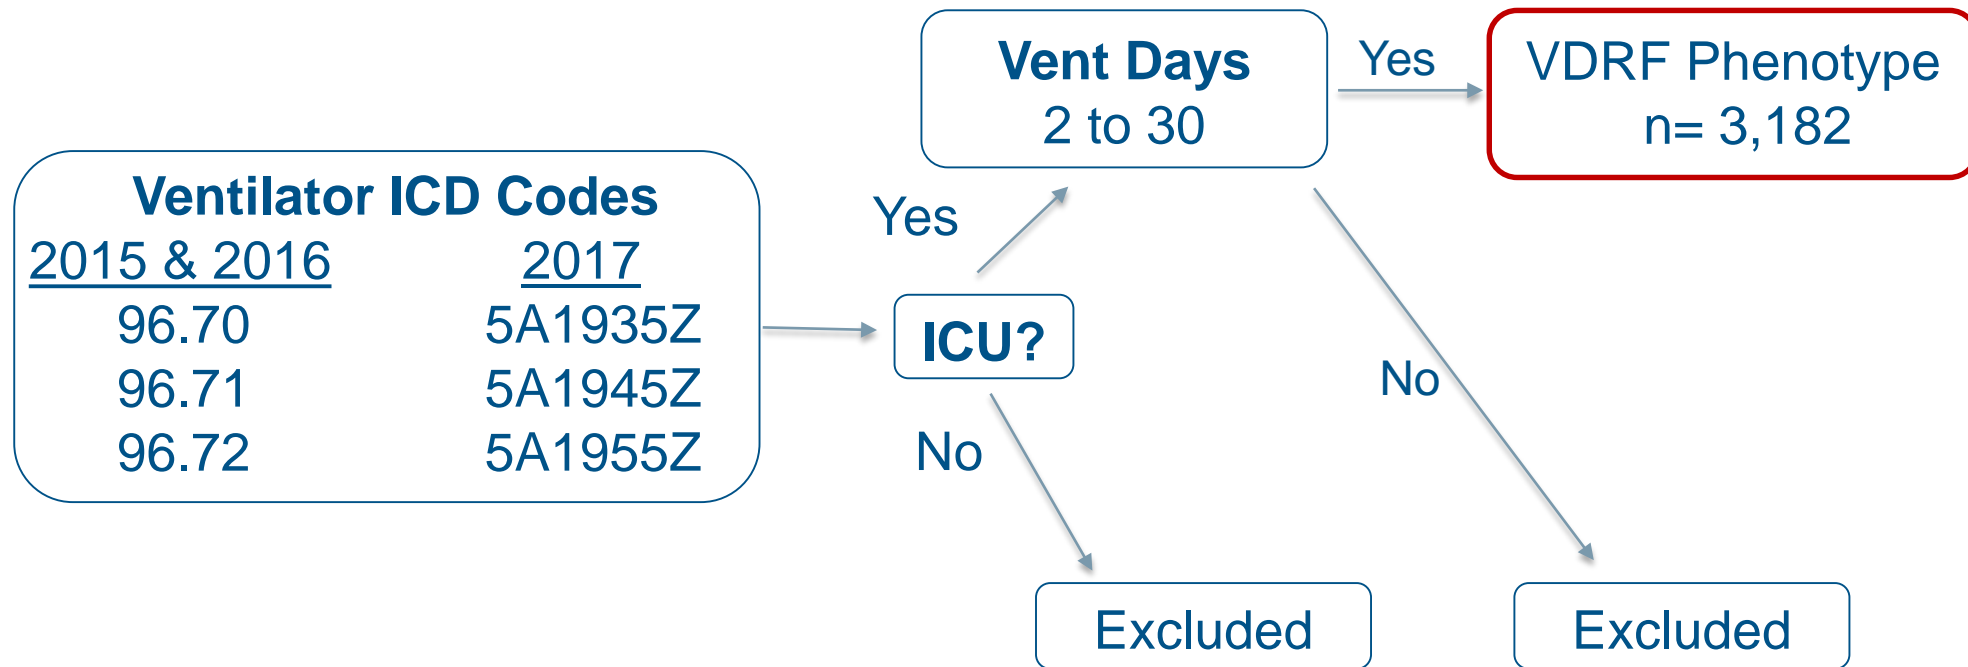 Ventilator ICD Codes
2015 & 2016 2017
96.70 5A1935Z
96.71 5A1945Z
96.72 5A1955Z
ICU?
Yes
No
Vent Days
2 to 30
Yes
No
VDRF Phenotype
n= 3,182
Excluded
Excluded